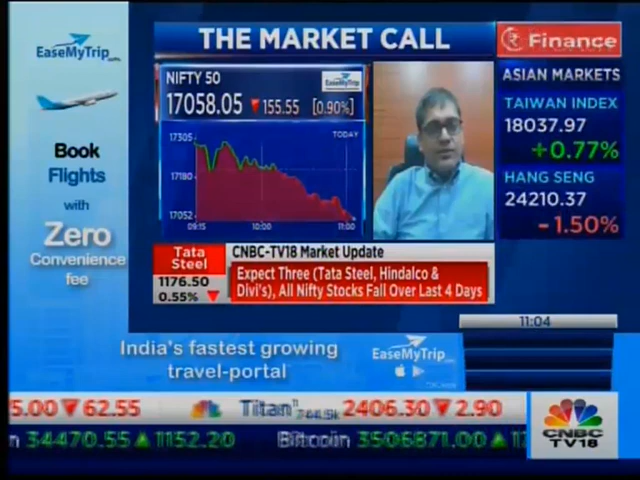 EaseMyTrip.com
Book
Flights
with
Zero
Convenience
fee
THE MARKET CALL
Finance
NIFTY 50
EaseMyTrip
17058.05 ▼ 155.55 [0.90%]
TODAY
17305
17180
17052
09:15 10:00 11:00
ASIAN MARKETS
TAIWAN INDEX
18037.97
+0.77%
HANG SENG
24210.37
-1.50%
Tata
Steel
1176.50
0.55% ▼
CNBC-TV18 Market Update
Expect Three (Tata Steel, Hindalco &
Divi's), All Nifty Stocks Fall Over Last 4 Days
11:04
India's fastest growing
travel-portal
EaseMyTrip
5.00 ▼ 62.55 Titan 2406.30 ▼ 2.90
n 34470.55 ▲ 1152.20 Bitcoin 3506871.00 ▲
CNBC
TV18